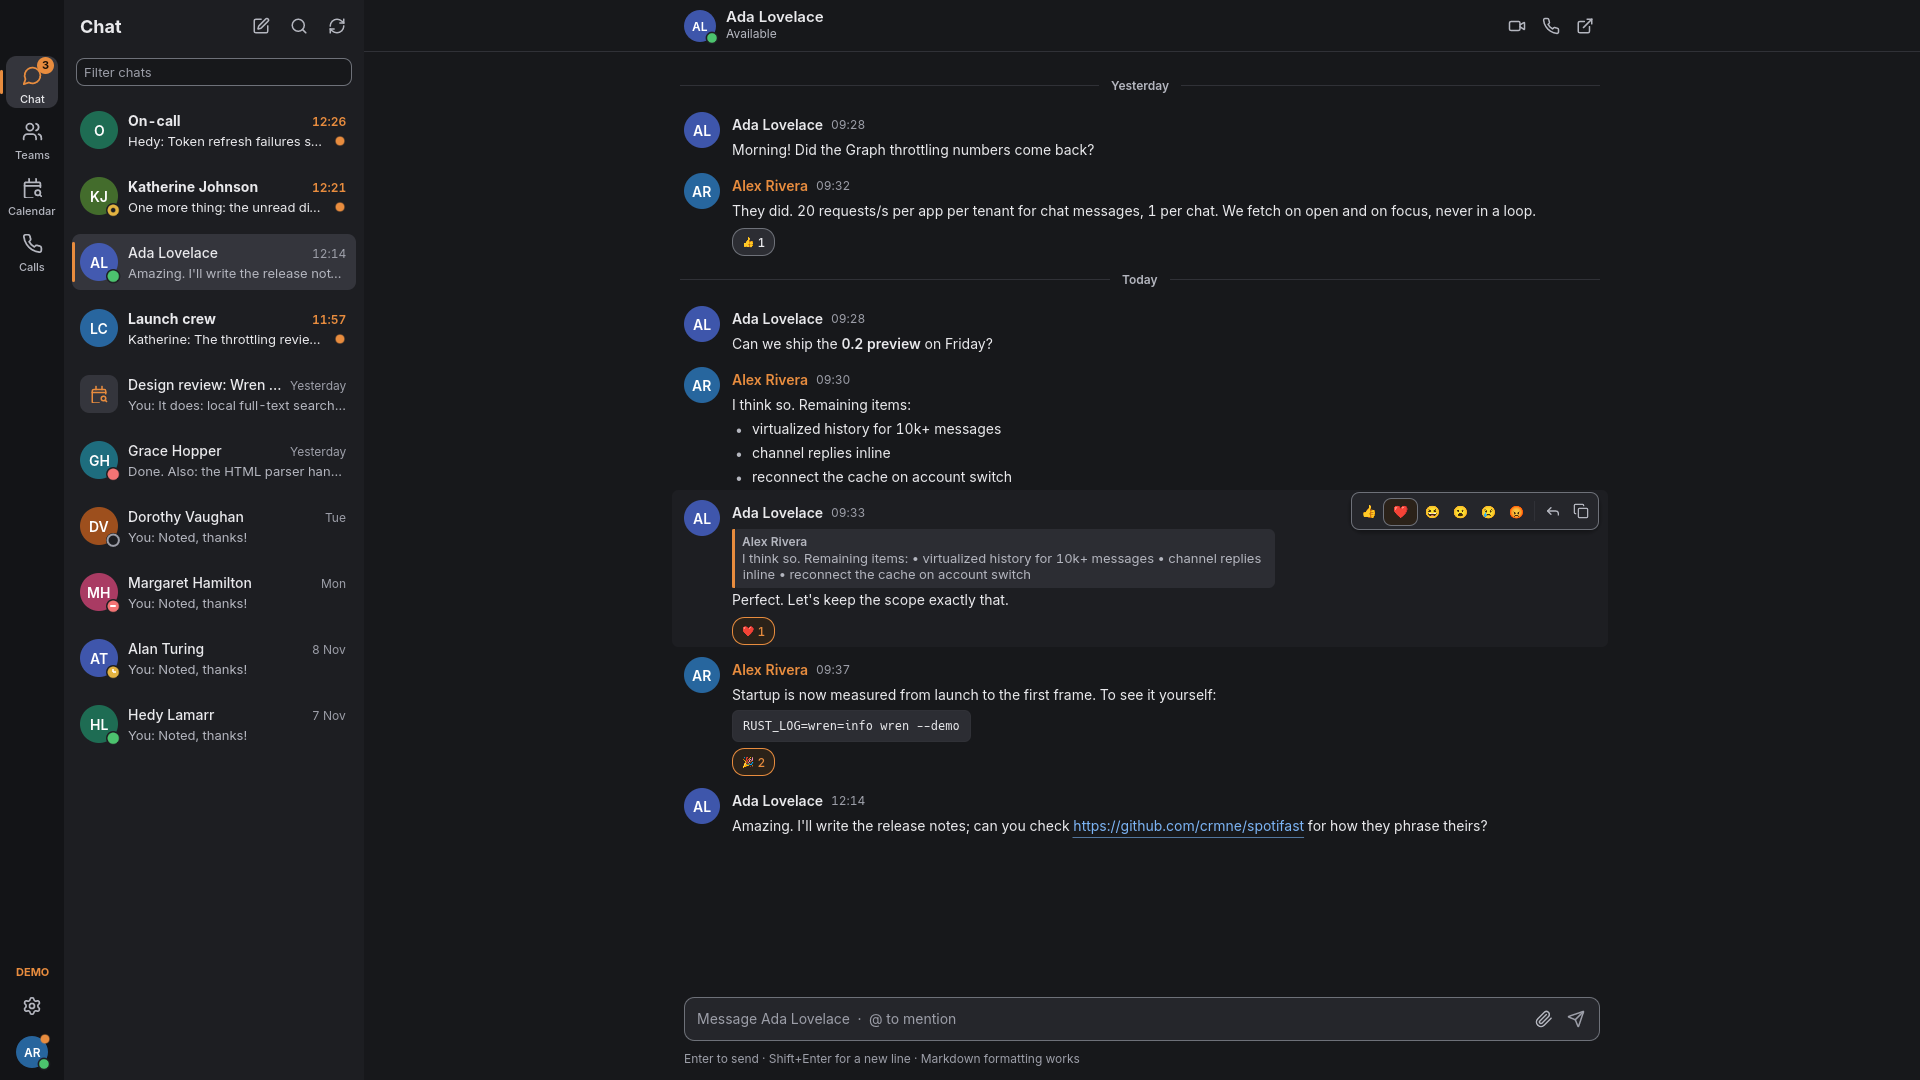 Chat
3
Chat
Teams
Calendar
Calls
DEMO
AR
Filter chats
O
On-call
12:26
Hedy: Token refresh failures s...
KJ
Katherine Johnson
12:21
One more thing: the unread di...
AL
Ada Lovelace
12:14
Amazing. I'll write the release not...
LC
Launch crew
11:57
Katherine: The throttling revie...
Design review: Wren ...
Yesterday
You: It does: local full-text search...
GH
Grace Hopper
Yesterday
Done. Also: the HTML parser han...
DV
Dorothy Vaughan
Tue
You: Noted, thanks!
MH
Margaret Hamilton
Mon
You: Noted, thanks!
AT
Alan Turing
8 Nov
You: Noted, thanks!
HL
Hedy Lamarr
7 Nov
You: Noted, thanks!
AL
Ada Lovelace
Available
Yesterday
AL
Ada Lovelace 09:28
Morning! Did the Graph throttling numbers come back?
AR
Alex Rivera 09:32
They did. 20 requests/s per app per tenant for chat messages, 1 per chat. We fetch on open and on focus, never in a loop.
👍 1
Today
AL
Ada Lovelace 09:28
Can we ship the 0.2 preview on Friday?
AR
Alex Rivera 09:30
I think so. Remaining items:
• virtualized history for 10k+ messages
• channel replies inline
• reconnect the cache on account switch
AL
Ada Lovelace 09:33
Alex Rivera
I think so. Remaining items: • virtualized history for 10k+ messages • channel replies
inline • reconnect the cache on account switch
Perfect. Let's keep the scope exactly that.
❤️ 1
AR
Alex Rivera 09:37
Startup is now measured from launch to the first frame. To see it yourself:
RUST_LOG=wren=info wren --demo
🎉 2
AL
Ada Lovelace 12:14
Amazing. I'll write the release notes; can you check https://github.com/crmne/spotifast for how they phrase theirs?
Message Ada Lovelace · @ to mention
Enter to send · Shift+Enter for a new line · Markdown formatting works